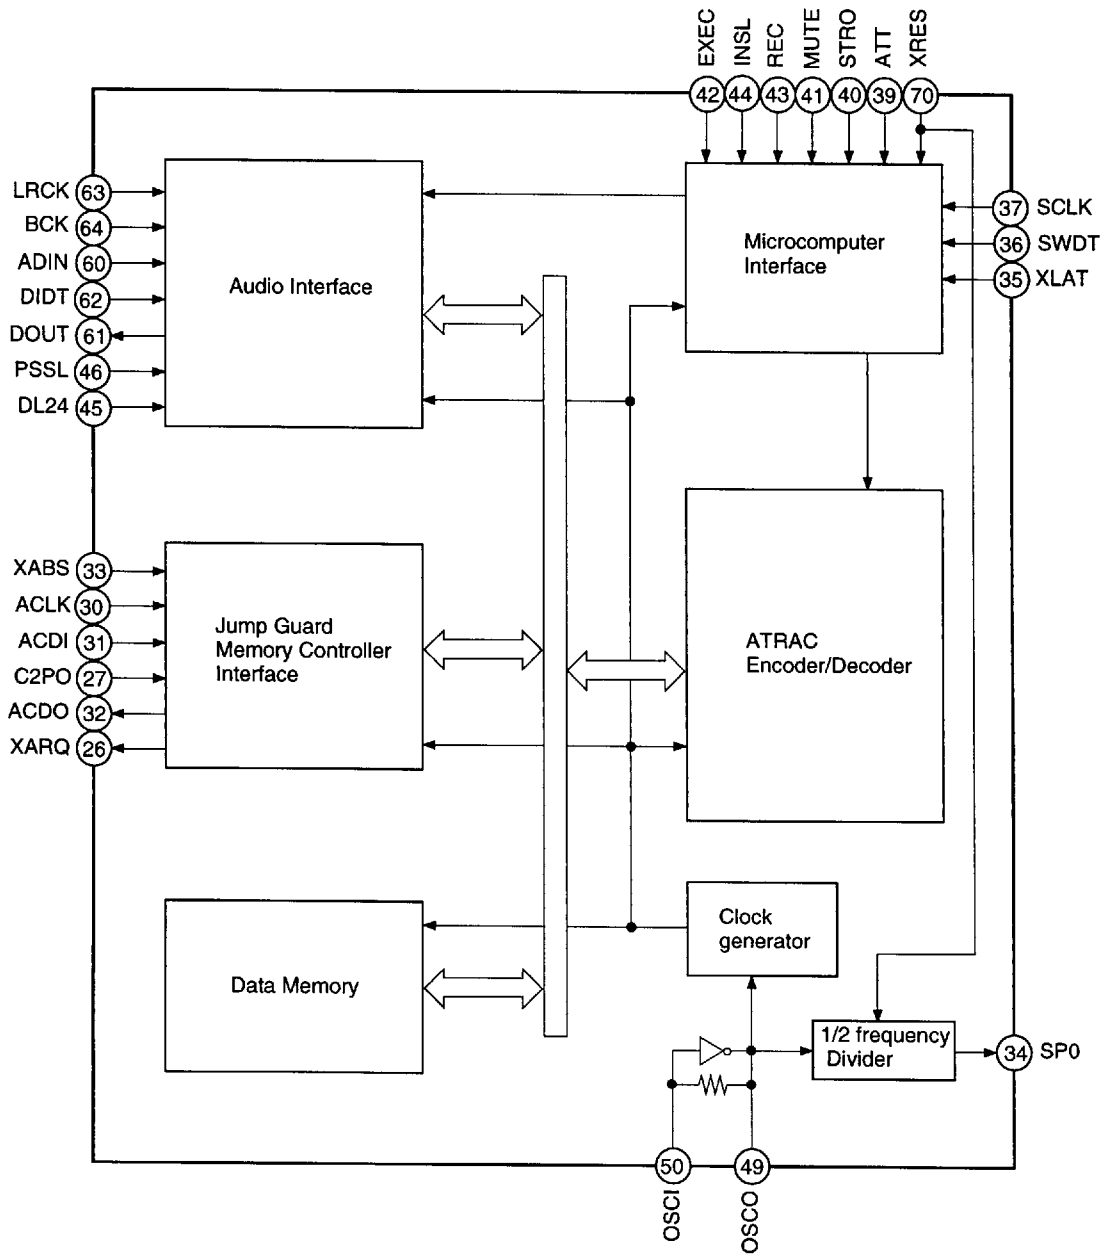 EXEC
INSL
REC
MUTE
STRO
ATT
XRES
42
44
43
41
40
39
70
LRCK 63
BCK 64
ADIN 60
DIDT 62
DOUT 61
PSSL 46
DL24 45
Audio Interface
Microcomputer
Interface
37 SCLK
36 SWDT
35 XLAT
XABS 33
ACLK 30
ACDI 31
C2PO 27
ACDO 32
XARQ 26
Jump Guard
Memory Controller
Interface
ATRAC
Encoder/Decoder
Data Memory
Clock
generator
1/2 frequency
Divider
34 SP0
50
49
OSCI
OSCO